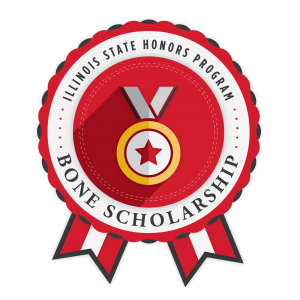 ILLINOIS STATE HONORS PROGRAM
BONE SCHOLARSHIP